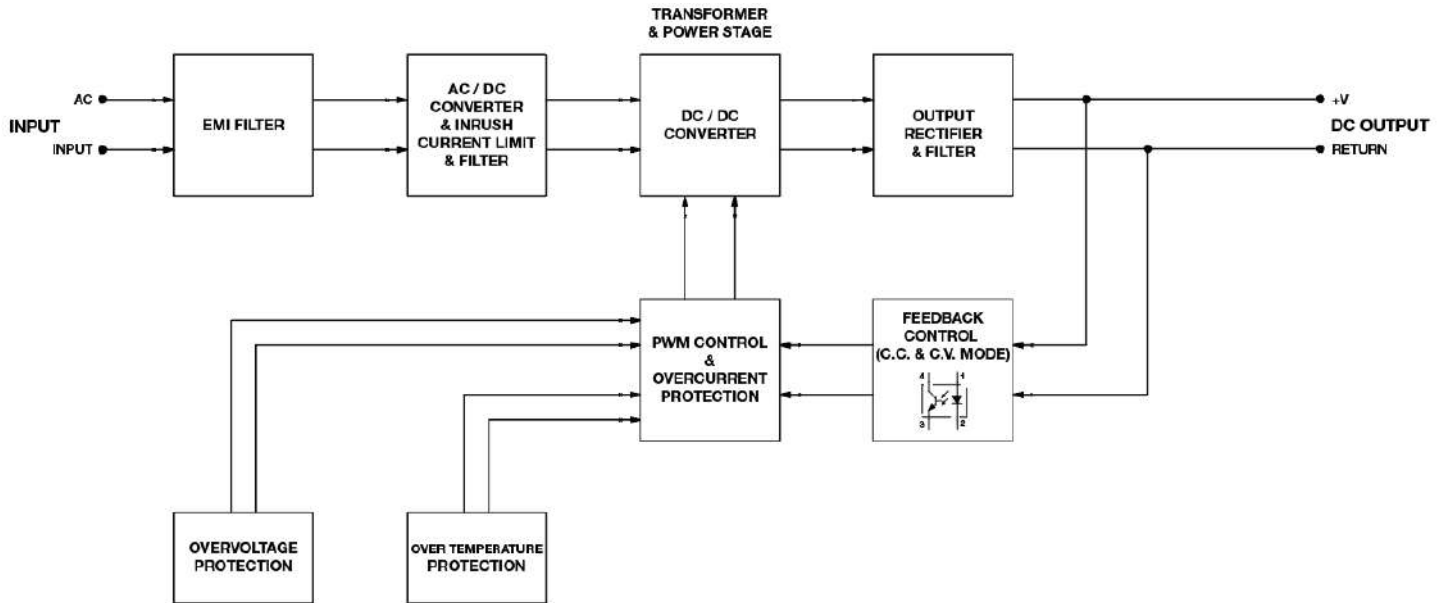 TRANSFORMER
& POWER STAGE
AC
INPUT
INPUT
EMI FILTER
AC / DC
CONVERTER
& INRUSH
CURRENT LIMIT
& FILTER
DC / DC
CONVERTER
OUTPUT
RECTIFIER
& FILTER
+V
DC OUTPUT
RETURN
PWM CONTROL
&
OVERCURRENT
PROTECTION
FEEDBACK
CONTROL
(C.C. & C.V. MODE)
4 1
3 2
OVERVOLTAGE
PROTECTION
OVER TEMPERATURE
PROTECTION